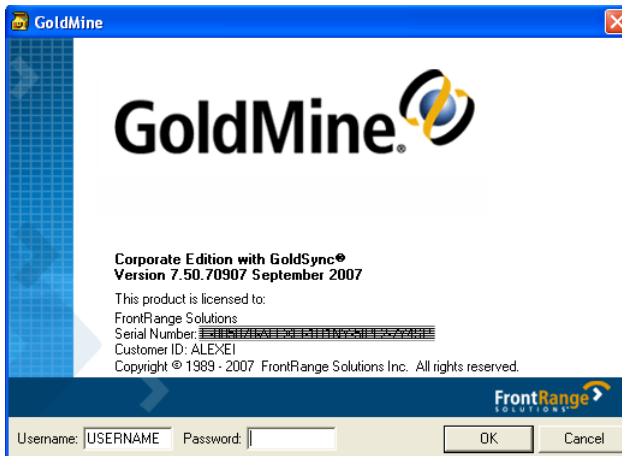 GoldMine
GoldMine®
Corporate Edition with GoldSync®
Version 7.50.70907 September 2007
This product is licensed to:
FrontRange Solutions
Serial Number:
Customer ID: ALEXEI
Copyright © 1989 - 2007 FrontRange Solutions Inc. All rights reserved.
FrontRange
SOLUTIONS
Username: USERNAME Password: OK Cancel